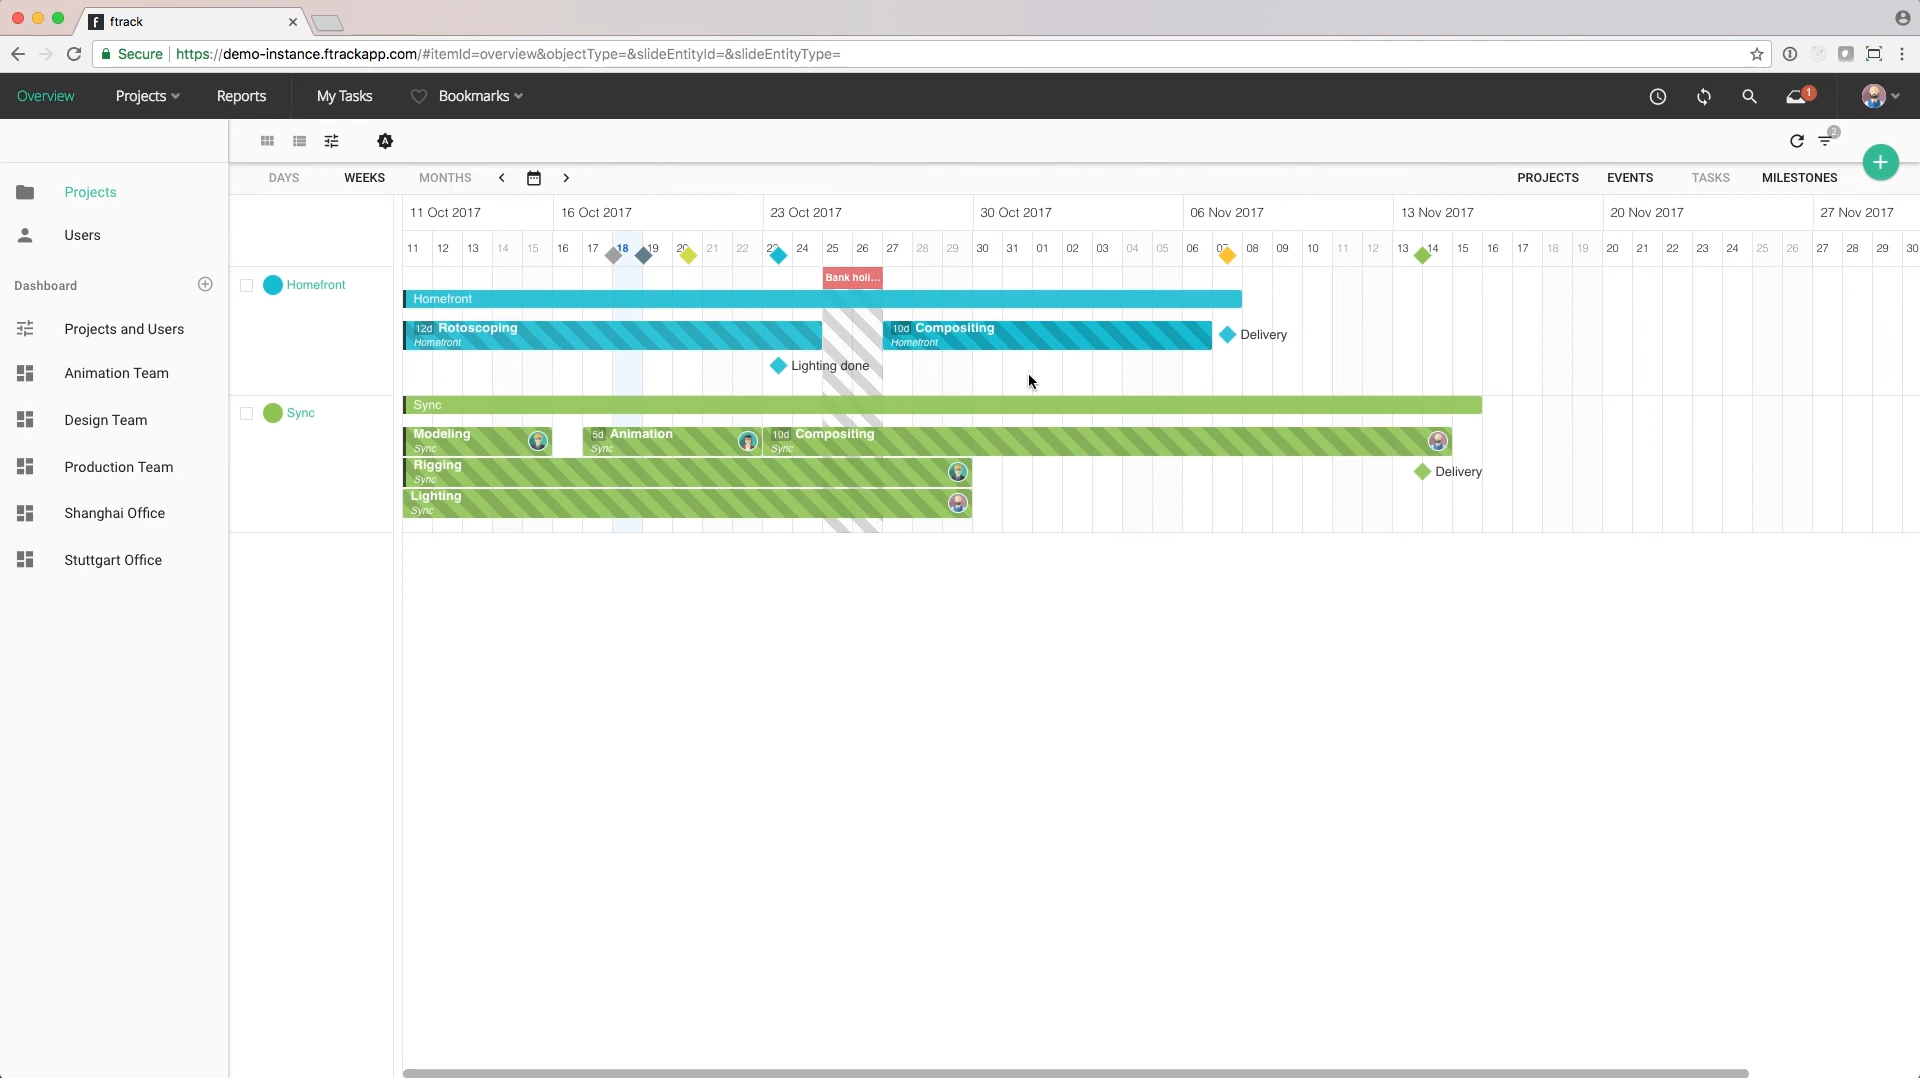 ftrack
Secure https://demo-instance.ftrackapp.com/#itemId=overview&objectType=&slideEntityId=&slideEntityType=
Overview Projects Reports My Tasks Bookmarks 1
2
DAYS WEEKS MONTHS PROJECTS EVENTS TASKS MILESTONES
Projects
Users
Dashboard
Projects and Users
Animation Team
Design Team
Production Team
Shanghai Office
Stuttgart Office
11 Oct 2017 16 Oct 2017 23 Oct 2017 30 Oct 2017 06 Nov 2017 13 Nov 2017 20 Nov 2017 27 Nov 2017
11 12 13 14 15 16 17 18 19 20 21 22 23 24 25 26 27 28 29 30 31 01 02 03 04 05 06 07 08 09 10 11 12 13 14 15 16 17 18 19 20 21 22 23 24 25 26 27 28 29 30
Bank holi...
Homefront
Homefront
12d Rotoscoping
Homefront
10d Compositing
Homefront
Delivery
Lighting done
Sync
Sync
Modeling
Sync
5d Animation
Sync
10d Compositing
Sync
Rigging
Sync
Delivery
Lighting
Sync